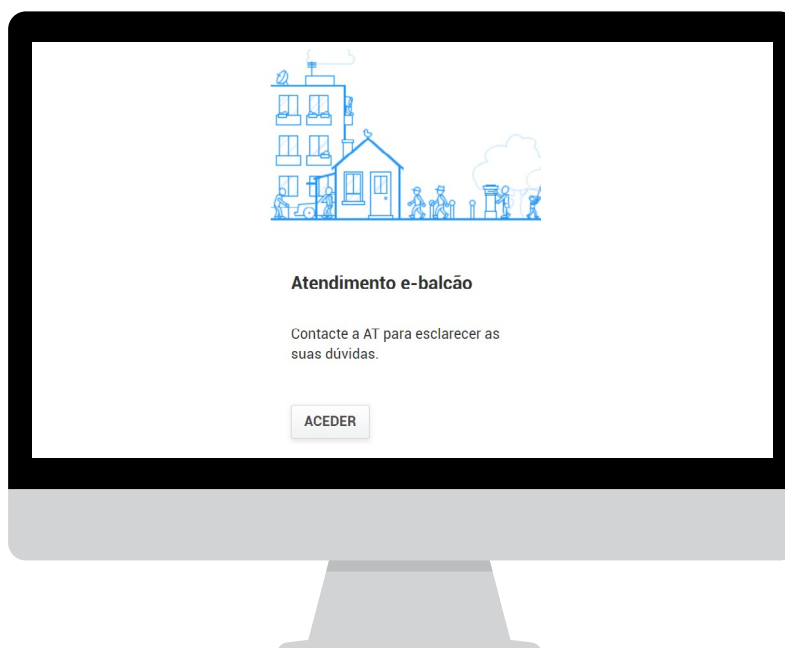 Atendimento e-balcão
Contacte a AT para esclarecer as
suas dúvidas.
ACEDER